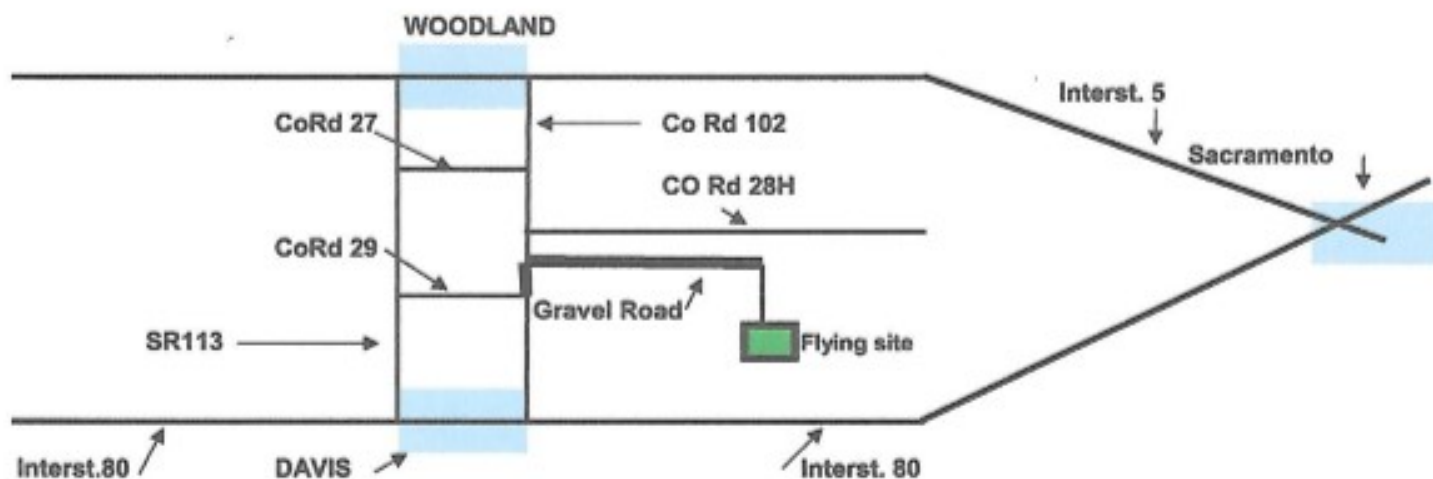 WOODLAND
Interst. 5
CoRd 27
Co Rd 102
Sacramento
CO Rd 28H
CoRd 29
Gravel Road
SR113
Flying site
Interst.80
DAVIS
Interst. 80